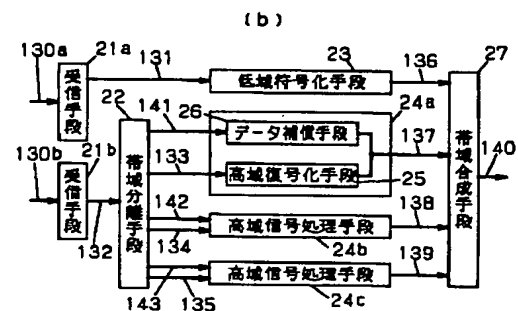 (b)
130a
21a
受信手段
131
23
低域符号化手段
136
27
帯域合成手段
140
22
帯域分離手段
141
26
24a
データ補償手段
137
130b
21b
受信手段
132
133
高域復号化手段
25
142
134
高域信号処理手段
138
24b
143
135
高域信号処理手段
139
24c